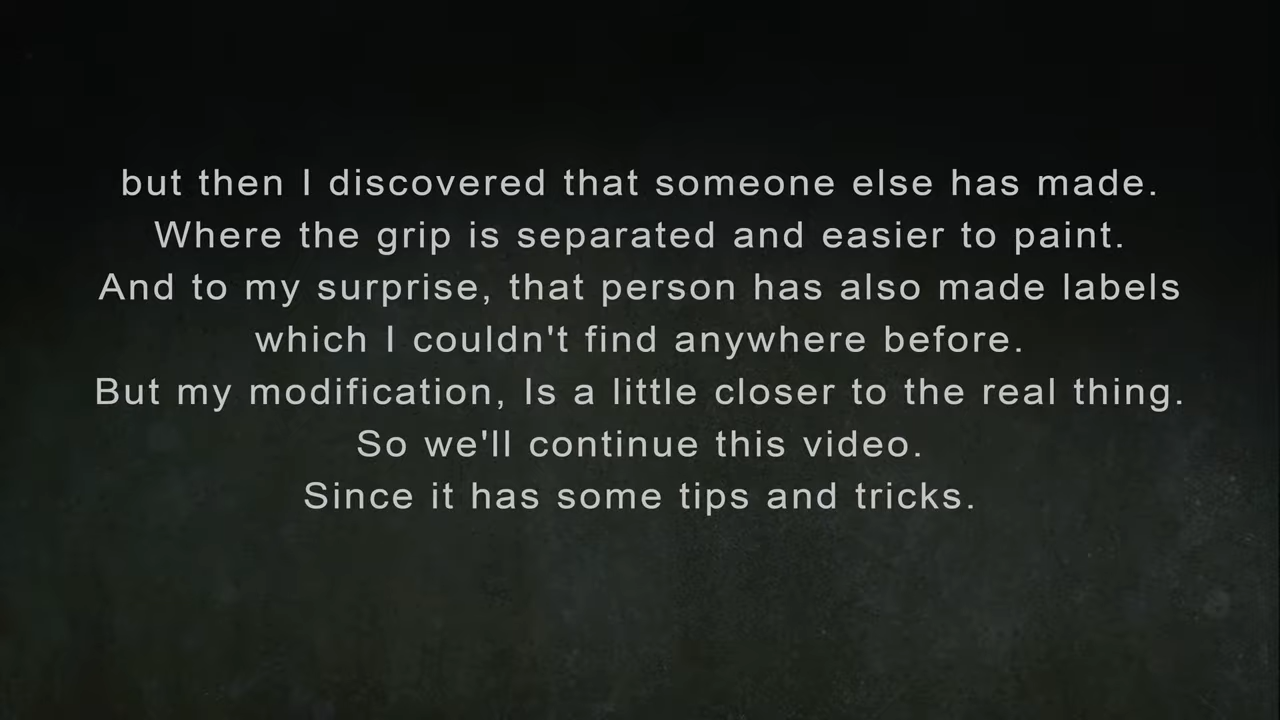 but then I discovered that someone else has made.
Where the grip is separated and easier to paint.
And to my surprise, that person has also made labels
which I couldn't find anywhere before.
But my modification, Is a little closer to the real thing.
So we'll continue this video.
Since it has some tips and tricks.